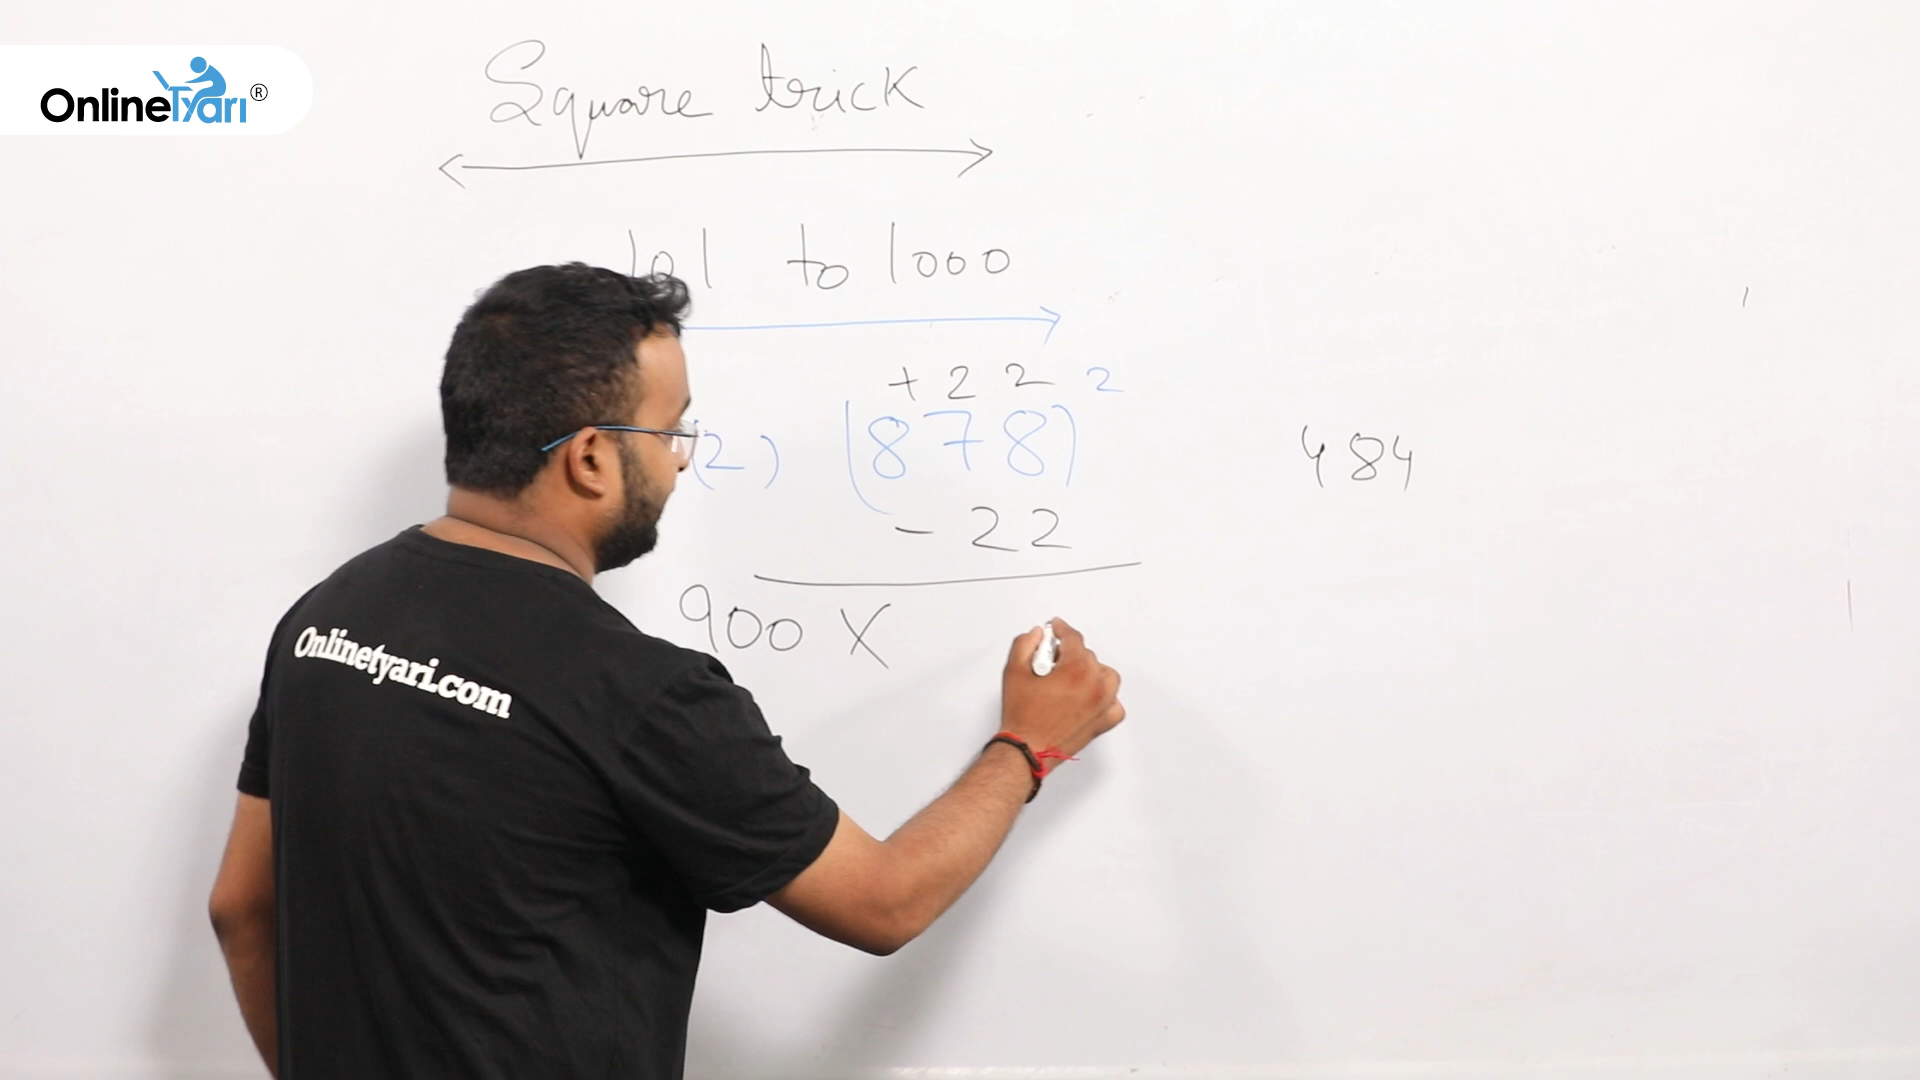 OnlineTyari®
Square trick
101 to 1000
+22 2
(2) (878)
484
- 22
900 X
Onlinetyari.com